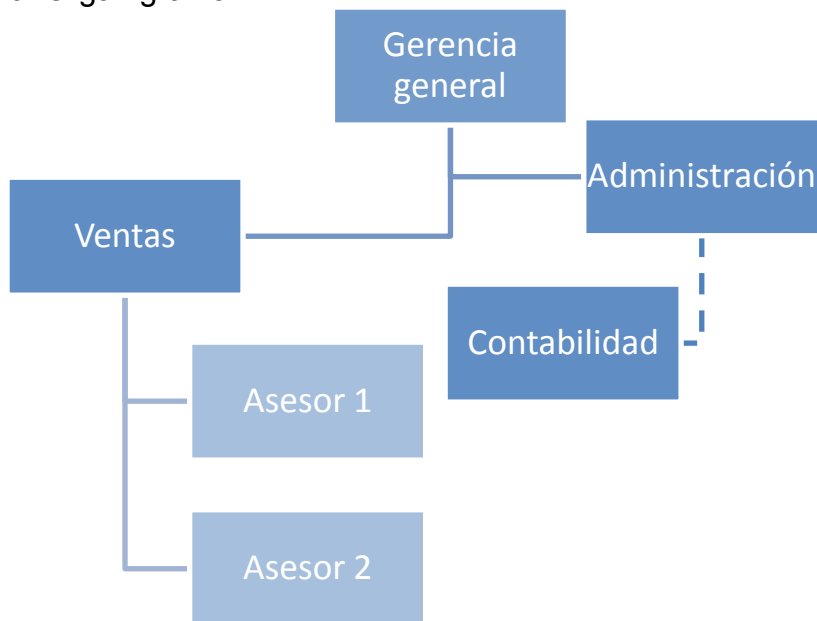 Gerencia
general
Administración
Ventas
Contabilidad
Asesor 1
Asesor 2